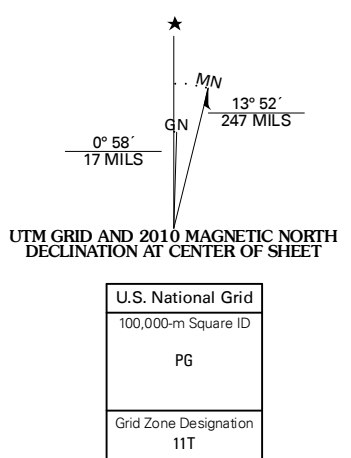 ★
MN
GN
13° 52´
247 MILS
0° 58´
17 MILS
UTM GRID AND 2010 MAGNETIC NORTH
DECLINATION AT CENTER OF SHEET
U.S. National Grid
100,000-m Square ID
PG
Grid Zone Designation
11T